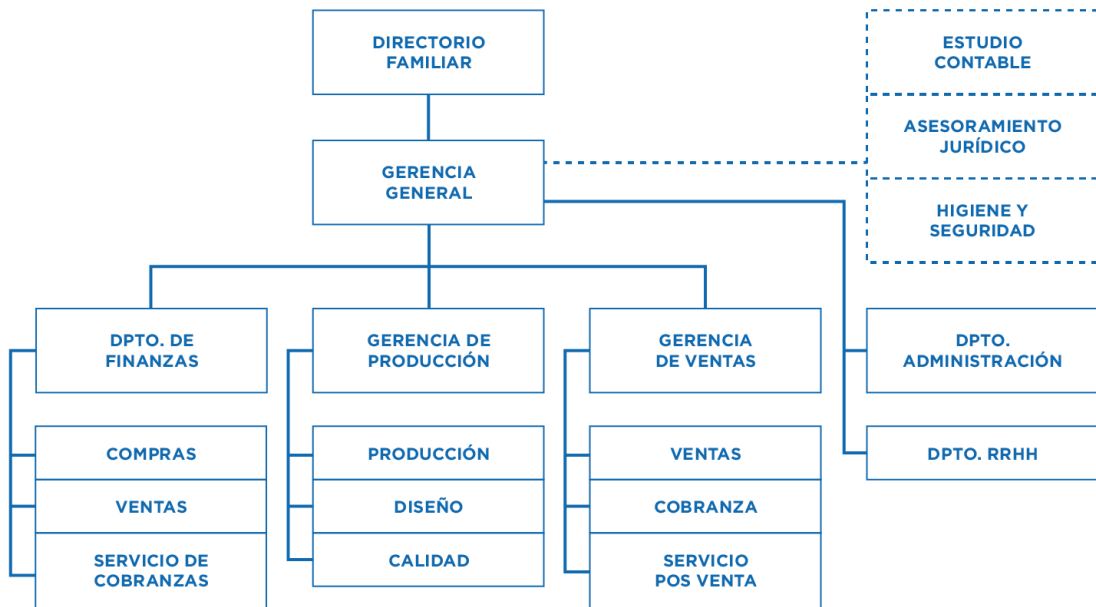 DIRECTORIO
FAMILIAR
ESTUDIO
CONTABLE
ASESORAMIENTO
JURÍDICO
HIGIENE Y
SEGURIDAD
GERENCIA
GENERAL
DPTO. DE
FINANZAS
GERENCIA DE
PRODUCCIÓN
GERENCIA
DE VENTAS
DPTO.
ADMINISTRACIÓN
COMPRAS
VENTAS
SERVICIO DE
COBRANZAS
PRODUCCIÓN
DISEÑO
CALIDAD
VENTAS
COBRANZA
SERVICIO
POS VENTA
DPTO. RRHH